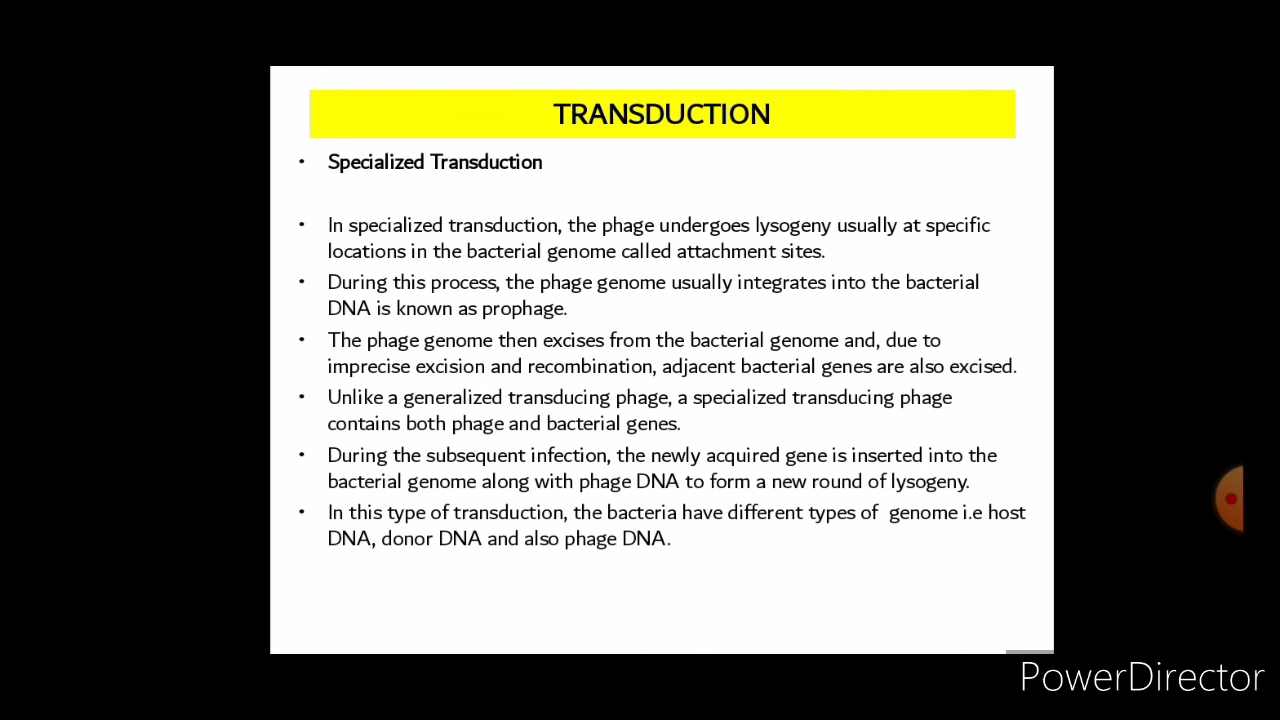 TRANSDUCTION
• Specialized Transduction
• In specialized transduction, the phage undergoes lysogeny usually at specific
locations in the bacterial genome called attachment sites.
• During this process, the phage genome usually integrates into the bacterial
DNA is known as prophage.
• The phage genome then excises from the bacterial genome and, due to
imprecise excision and recombination, adjacent bacterial genes are also excised.
• Unlike a generalized transducing phage, a specialized transducing phage
contains both phage and bacterial genes.
• During the subsequent infection, the newly acquired gene is inserted into the
bacterial genome along with phage DNA to form a new round of lysogeny.
• In this type of transduction, the bacteria have different types of  genome i.e host
DNA, donor DNA and also phage DNA.
PowerDirector